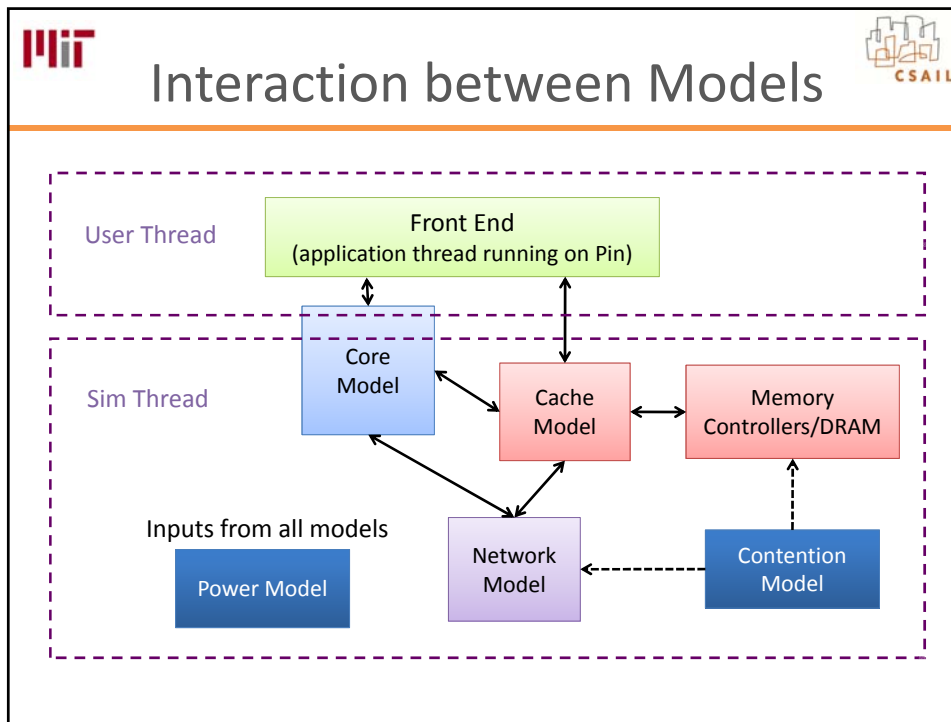 MIT
CSAIL
Interaction between Models
User Thread
Front End
(application thread running on Pin)
Core
Model
Sim Thread
Cache
Model
Memory
Controllers/DRAM
Inputs from all models
Power Model
Network
Model
Contention
Model